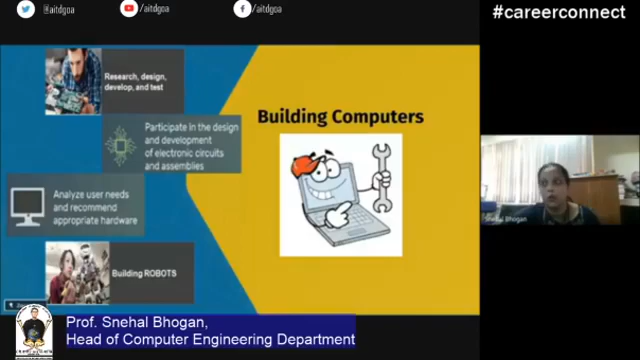 @aitdgoa
/aitdgoa
/aitdgoa
#careerconnect
Research, design,
develop, and test
Participate in the design
and development
of electronic circuits
and assemblies
Analyze user needs
and recommend
appropriate hardware
Building ROBOTS
Building Computers
Snehal Bhogan
Prof. Snehal Bhogan,
Head of Computer Engineering Department